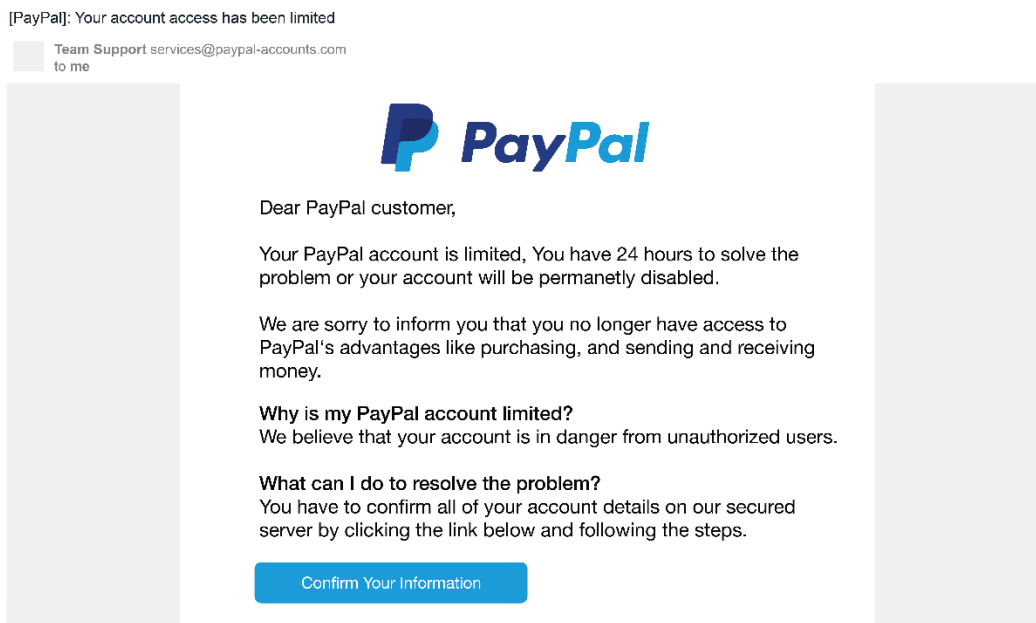 [PayPal]: Your account access has been limited
Team Support services@paypal-accounts.com
to me
PayPal
Dear PayPal customer,
Your PayPal account is limited, You have 24 hours to solve the
problem or your account will be permanetly disabled.
We are sorry to inform you that you no longer have access to
PayPal's advantages like purchasing, and sending and receiving
money.
Why is my PayPal account limited?
We believe that your account is in danger from unauthorized users.
What can I do to resolve the problem?
You have to confirm all of your account details on our secured
server by clicking the link below and following the steps.
Confirm Your Information